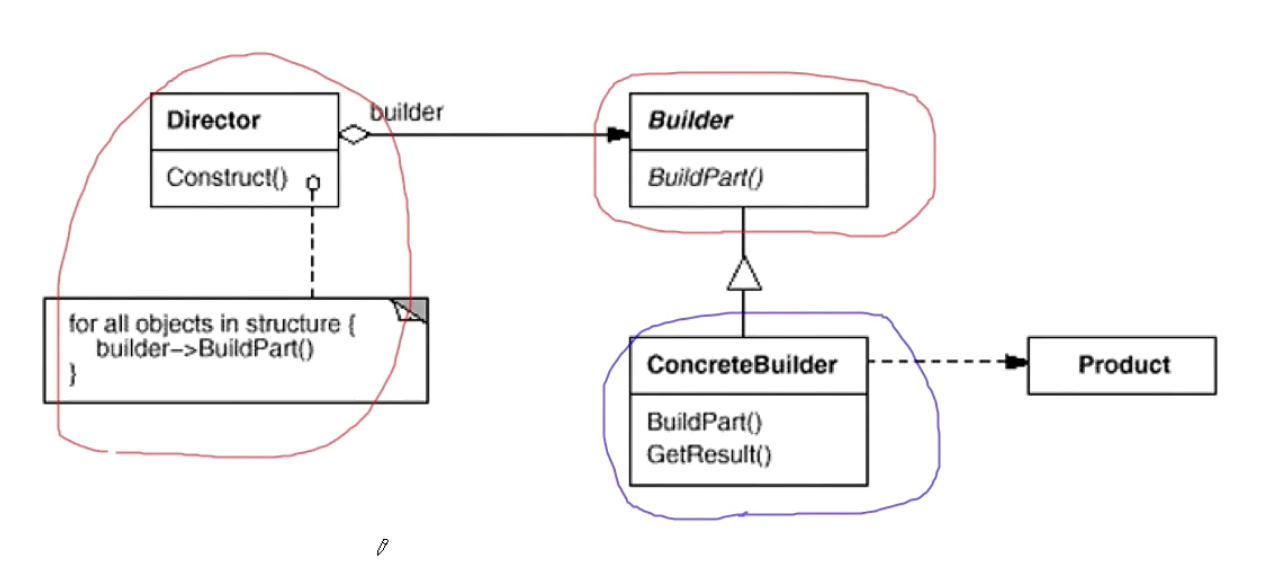 builder
Director
Construct()
Builder
BuildPart()
for all objects in structure {
builder->BuildPart()
}
ConcreteBuilder
BuildPart()
GetResult()
Product